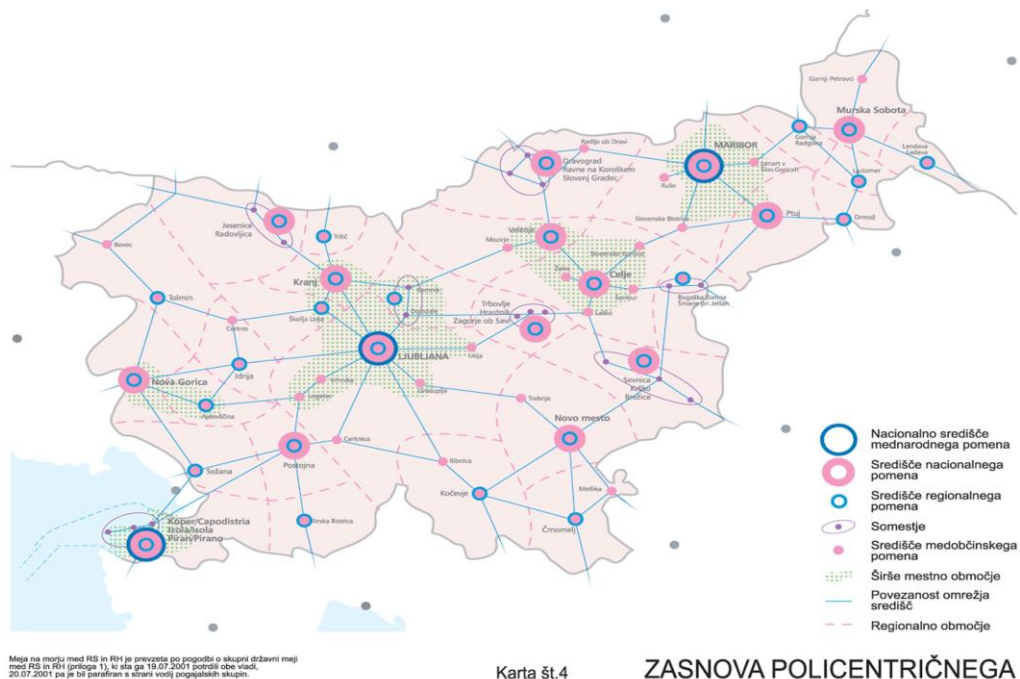 Gornji Petrovci
Murska Sobota
Radlje ob Dravi
MARIBOR
Gornja
Radgona
Lendava
Ledava
Dravograd
Ravne na Koroškem
Slovenj Gradec
Lenart v
Slov.Goricah
Ljutomer
Ruše
Ptuj
Ormož
Slovenska Bistrica
Jesenice
Radovljica
Tržič
Velenje
Bovec
Mozirje
Slovenske Konjice
Kranj
Kamnik
Žalec
Celje
Šentjur
Rogaška Slatina
Šmarje pri Jelšah
Tolmin
Domžale
Trbovlje
Hrastnik
Zagorje ob Savi
Laško
Škofja Loka
Cerkno
LJUBLJANA
Litija
Idrija
Sevnica
Krško
Brežice
Nova Gorica
Vrhnika
Grosuplje
Logatec
Trebnje
Ajdovščina
Novo mesto
Cerknica
Postojna
Ribnica
Sežana
Kočevje
Metlika
Koper/Capodistria
Izola/Isola
Piran/Pirano
Ilirska Bistrica
Črnomelj
Nacionalno središče
mednarodnega pomena
Središče nacionalnega
pomena
Središče regionalnega
pomena
Somestje
Središče medobčinskega
pomena
Širše mestno območje
Povezanost omrežja
središč
Regionalno območje
Meja na morju med RS in RH je prevzeta po pogodbi o skupni državni meji
med RS in RH (priloga 1), ki sta ga 19.07.2001 potrdili obe vladi,
20.07.2001 pa je bil parafiran s strani vodij pogajalskih skupin.
Karta št.4
ZASNOVA POLICENTRIČNEGA